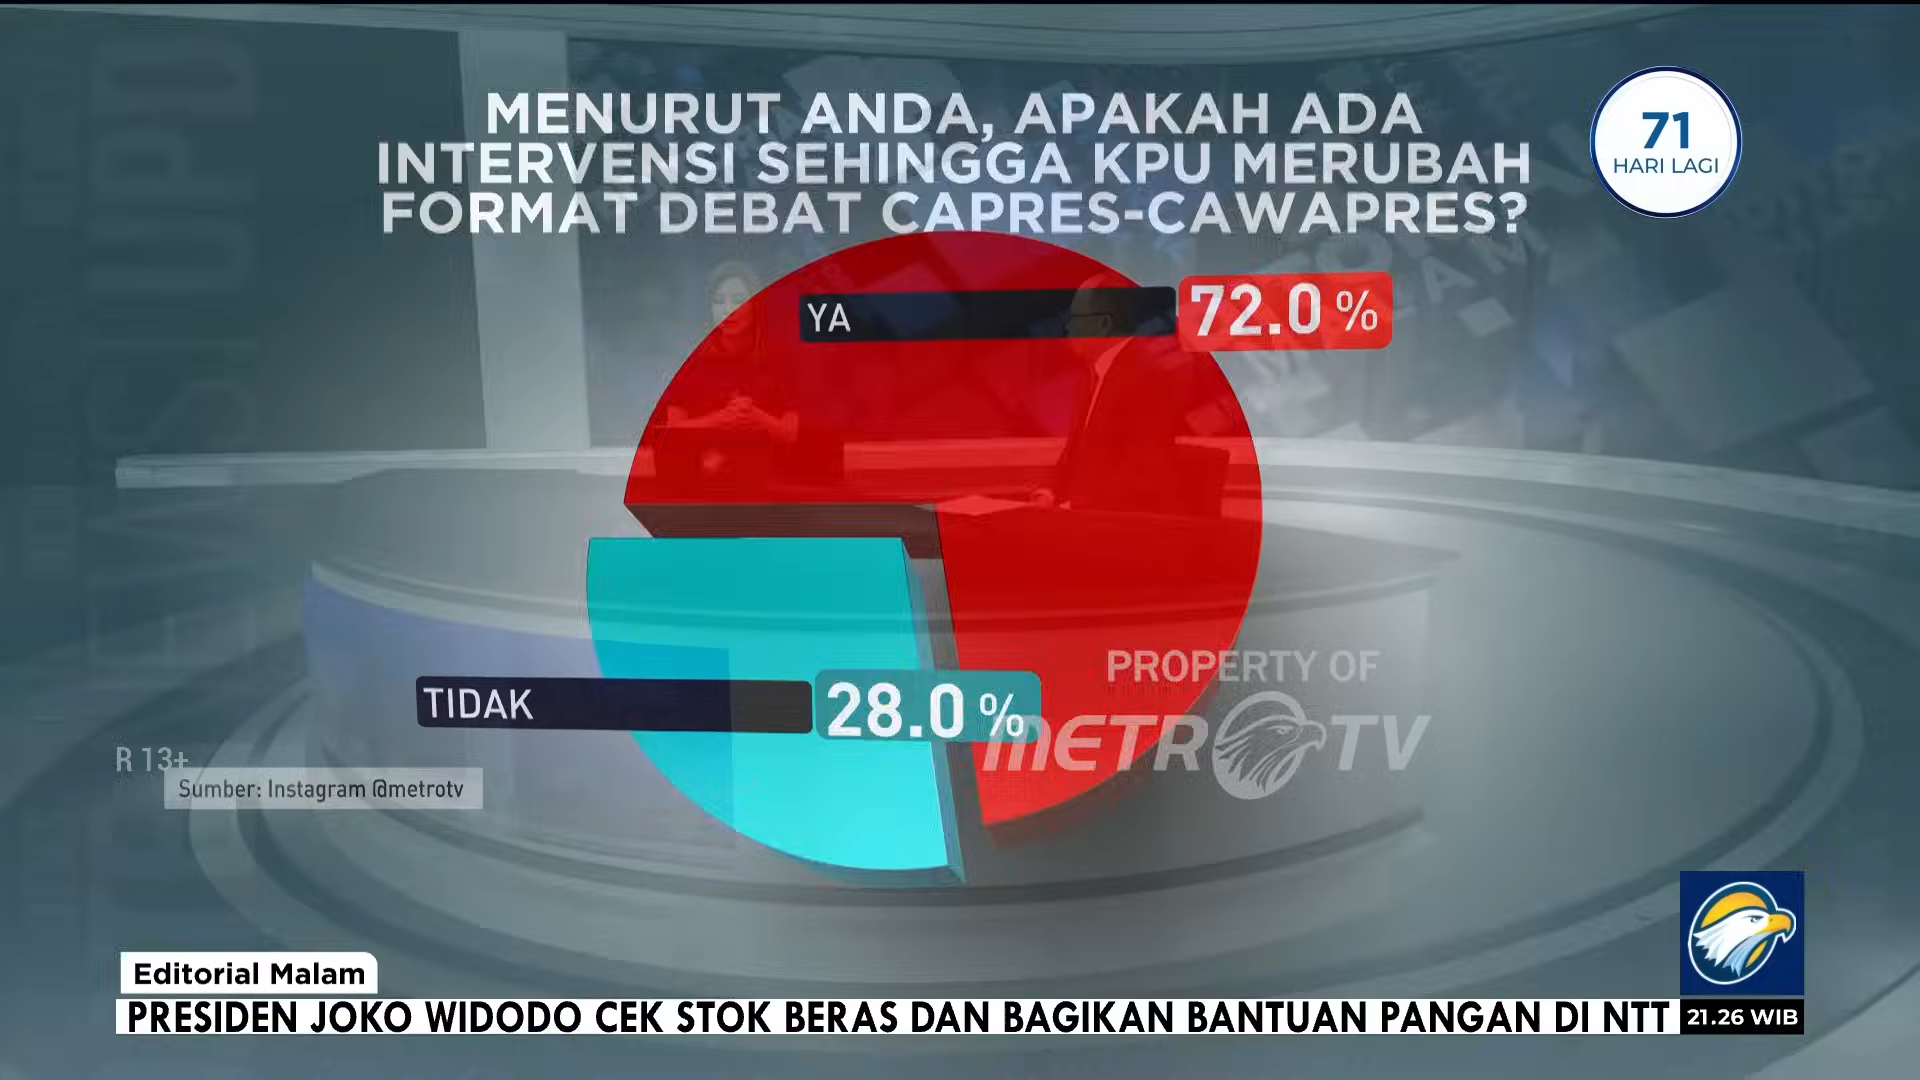 MENURUT ANDA, APAKAH ADA
INTERVENSI SEHINGGA KPU MERUBAH
FORMAT DEBAT CAPRES-CAWAPRES?
71
HARI LAGI
YA
72.0 %
TIDAK
28.0 %
PROPERTY OF
METRO TV
R 13+
Sumber: Instagram @metrotv
Editorial Malam
PRESIDEN JOKO WIDODO CEK STOK BERAS DAN BAGIKAN BANTUAN PANGAN DI NTT
21.26 WIB